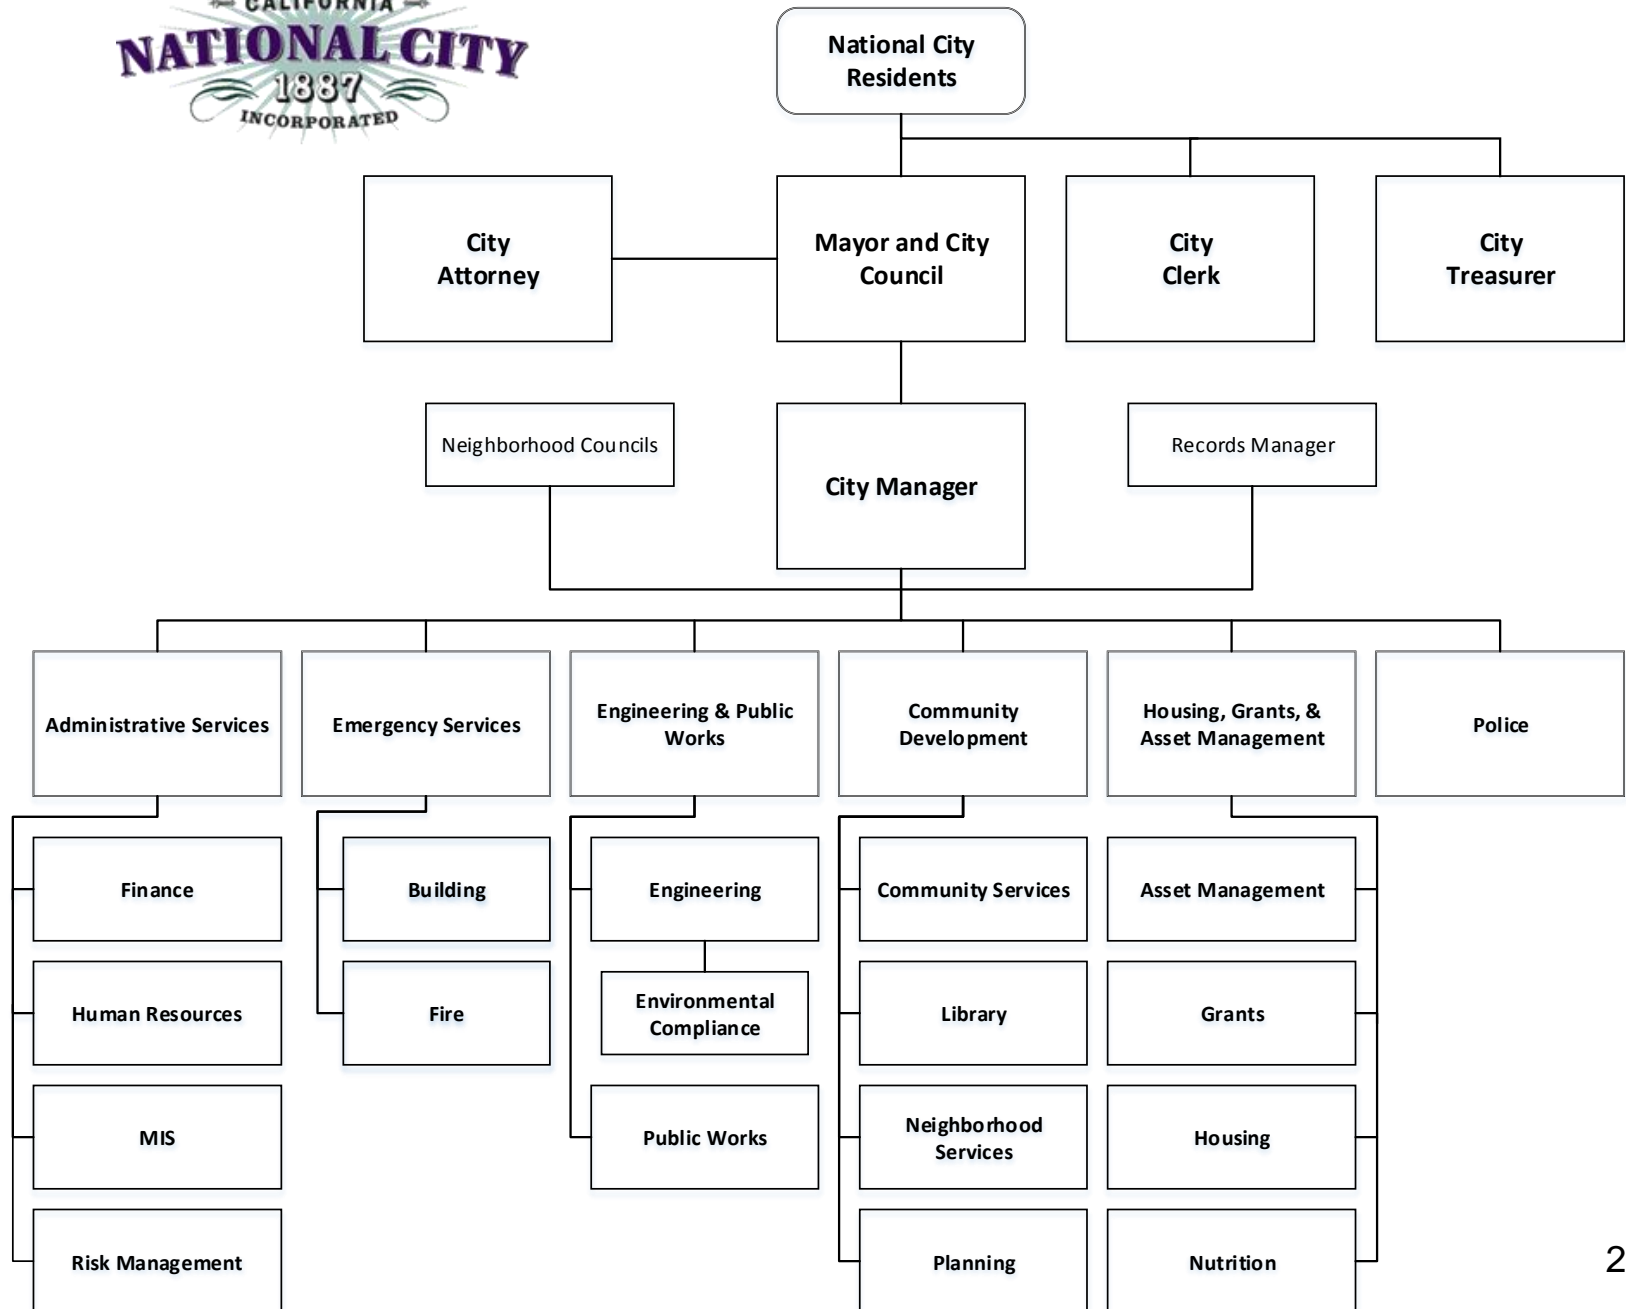 CALIFORNIA
NATIONAL CITY
1887
INCORPORATED
National City
Residents
City
Attorney
Mayor and City
Council
City
Clerk
City
Treasurer
Neighborhood Councils
City Manager
Records Manager
Administrative Services
Emergency Services
Engineering & Public
Works
Community
Development
Housing, Grants, &
Asset Management
Police
Finance
Building
Engineering
Community Services
Asset Management
Human Resources
Fire
Environmental
Compliance
Library
Grants
MIS
Public Works
Neighborhood
Services
Housing
Risk Management
Planning
Nutrition
2